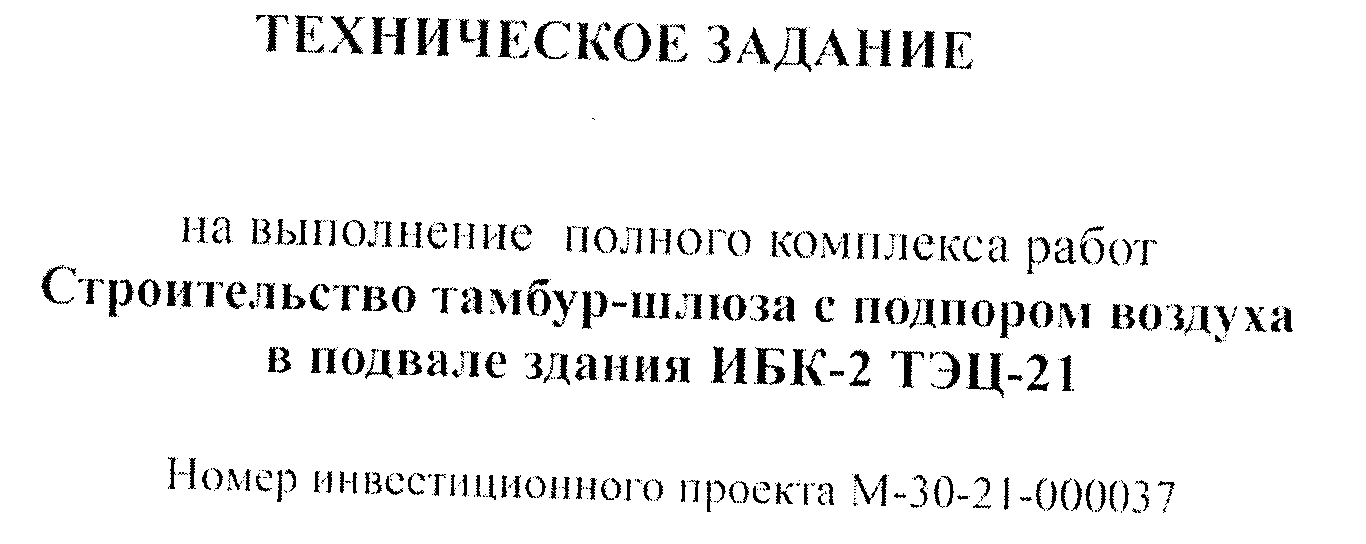 ТЕХНИЧЕСКОЕ ЗАДАНИЕ
на выполнение полного комплекса работ
Строительство тамбур-шлюза с подпором воздуха
в подвале здания ИБК-2 ТЭЦ-21
Номер инвестиционного проекта М-30-21-000037